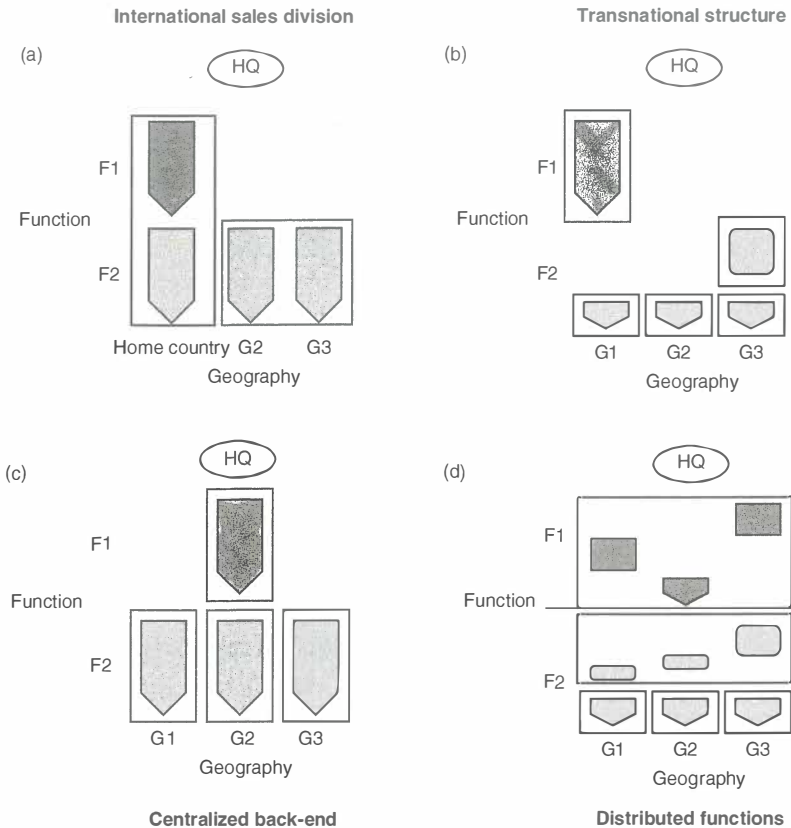 International sales division
(a)
HQ
F1
Function
F2
Home country G2 G3
Geography
Transnational structure
(b)
HQ
F1
Function
F2
G1 G2 G3
Geography
(c)
HQ
F1
Function
F2
G1 G2 G3
Geography
Centralized back-end
(d)
HQ
F1
Function
F2
G1 G2 G3
Geography
Distributed functions